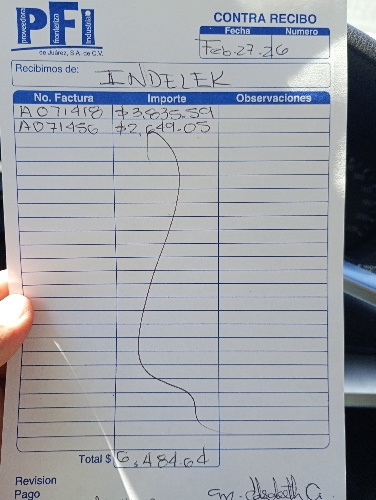 proveedora fronteriza industrial
PFi
de Juárez, S.A. de C.V.
CONTRA RECIBO
Fecha Numero
Feb. 27. 26
Recibimos de: INDELEK
No. Factura Importe Observaciones
A071418 $3,835.59
A071456 $2,649.05
Total $ 6,484.64
Revision
Pago